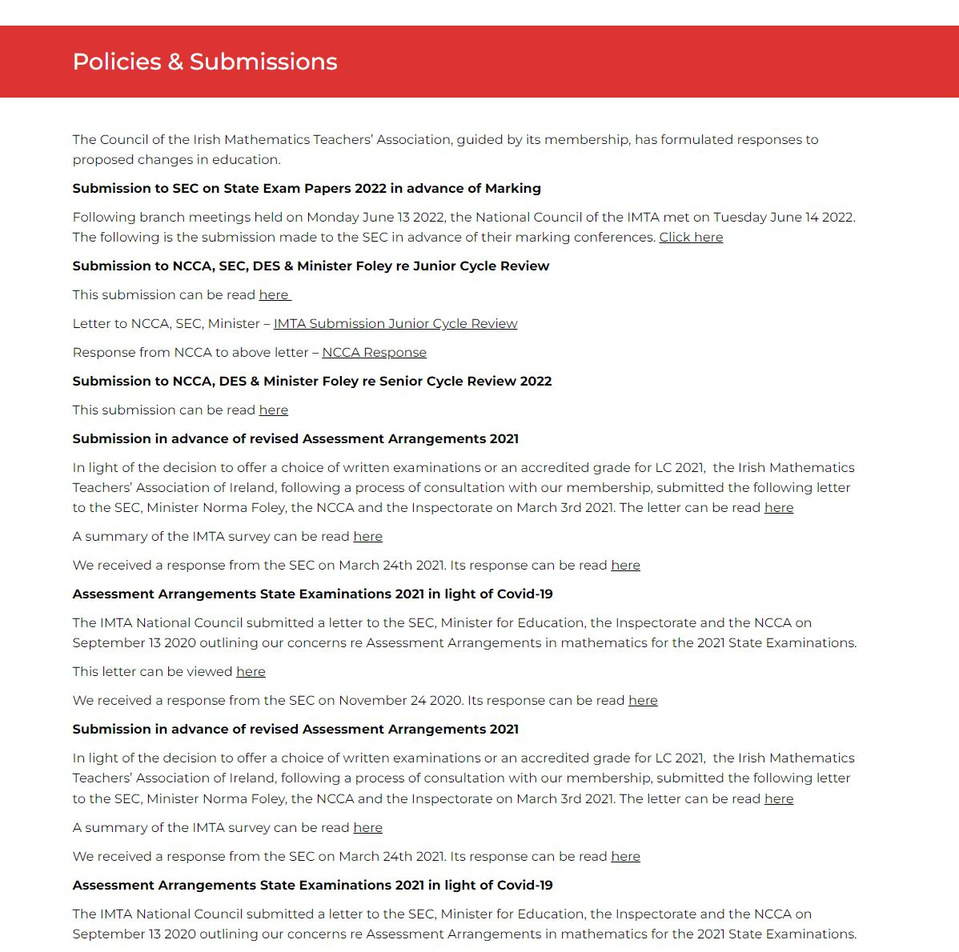 Policies & Submissions
The Council of the Irish Mathematics Teachers’ Association, guided by its membership, has formulated responses to
proposed changes in education.
Submission to SEC on State Exam Papers 2022 in advance of Marking
Following branch meetings held on Monday June 13 2022, the National Council of the IMTA met on Tuesday June 14 2022.
The following is the submission made to the SEC in advance of their marking conferences. Click here
Submission to NCCA, SEC, DES & Minister Foley re Junior Cycle Review
This submission can be read here
Letter to NCCA, SEC, Minister – IMTA Submission Junior Cycle Review
Response from NCCA to above letter – NCCA Response
Submission to NCCA, DES & Minister Foley re Senior Cycle Review 2022
This submission can be read here
Submission in advance of revised Assessment Arrangements 2021
In light of the decision to offer a choice of written examinations or an accredited grade for LC 2021,  the Irish Mathematics
Teachers’ Association of Ireland, following a process of consultation with our membership, submitted the following letter
to the SEC, Minister Norma Foley, the NCCA and the Inspectorate on March 3rd 2021. The letter can be read here
A summary of the IMTA survey can be read here
We received a response from the SEC on March 24th 2021. Its response can be read here
Assessment Arrangements State Examinations 2021 in light of Covid-19
The IMTA National Council submitted a letter to the SEC, Minister for Education, the Inspectorate and the NCCA on
September 13 2020 outlining our concerns re Assessment Arrangements in mathematics for the 2021 State Examinations.
This letter can be viewed here
We received a response from the SEC on November 24 2020. Its response can be read here
Submission in advance of revised Assessment Arrangements 2021
In light of the decision to offer a choice of written examinations or an accredited grade for LC 2021,  the Irish Mathematics
Teachers’ Association of Ireland, following a process of consultation with our membership, submitted the following letter
to the SEC, Minister Norma Foley, the NCCA and the Inspectorate on March 3rd 2021. The letter can be read here
A summary of the IMTA survey can be read here
We received a response from the SEC on March 24th 2021. Its response can be read here
Assessment Arrangements State Examinations 2021 in light of Covid-19
The IMTA National Council submitted a letter to the SEC, Minister for Education, the Inspectorate and the NCCA on
September 13 2020 outlining our concerns re Assessment Arrangements in mathematics for the 2021 State Examinations.